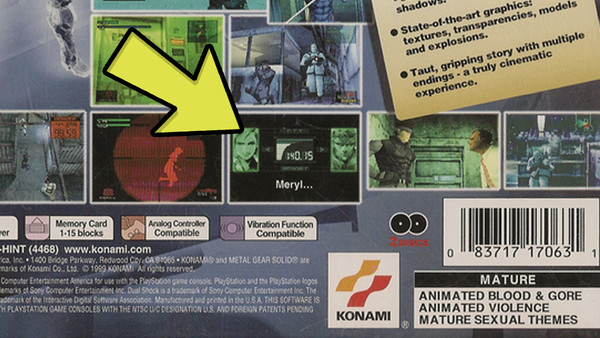 shadows.
State-of-the-art graphics:
textures, transparencies, models
and explosions.
Taut, gripping story with multiple
endings - a truly cinematic
experience.
99.59
140.15
Meryl...
Memory Card
1-15 blocks
Analog Controller
Compatible
Vibration Function
Compatible
-HINT (4468) www.konami.com
ica, Inc. • 1400 Bridge Parkway, Redwood City, CA 94065 • KONAMI® and METAL GEAR SOLID® are
marks of Konami Co., Ltd. © 1999 KONAMI All rights reserved.
Computer Entertainment America for use with the PlayStation game console. PlayStation and the PlayStation logos
marks of Sony Computer Entertainment Inc. Dual Shock is a trademark of Sony Computer Entertainment Inc. The
trademark of the Interactive Digital Software Association. Manufactured and printed in the U.S.A. THIS SOFTWARE IS
TH PLAYSTATION GAME CONSOLES WITH THE NTSC U/C DESIGNATION. U.S. AND FOREIGN PATENTS PENDING
KONAMI
®
0 83717 17063 1
MATURE
ANIMATED BLOOD & GORE
ANIMATED VIOLENCE
MATURE SEXUAL THEMES